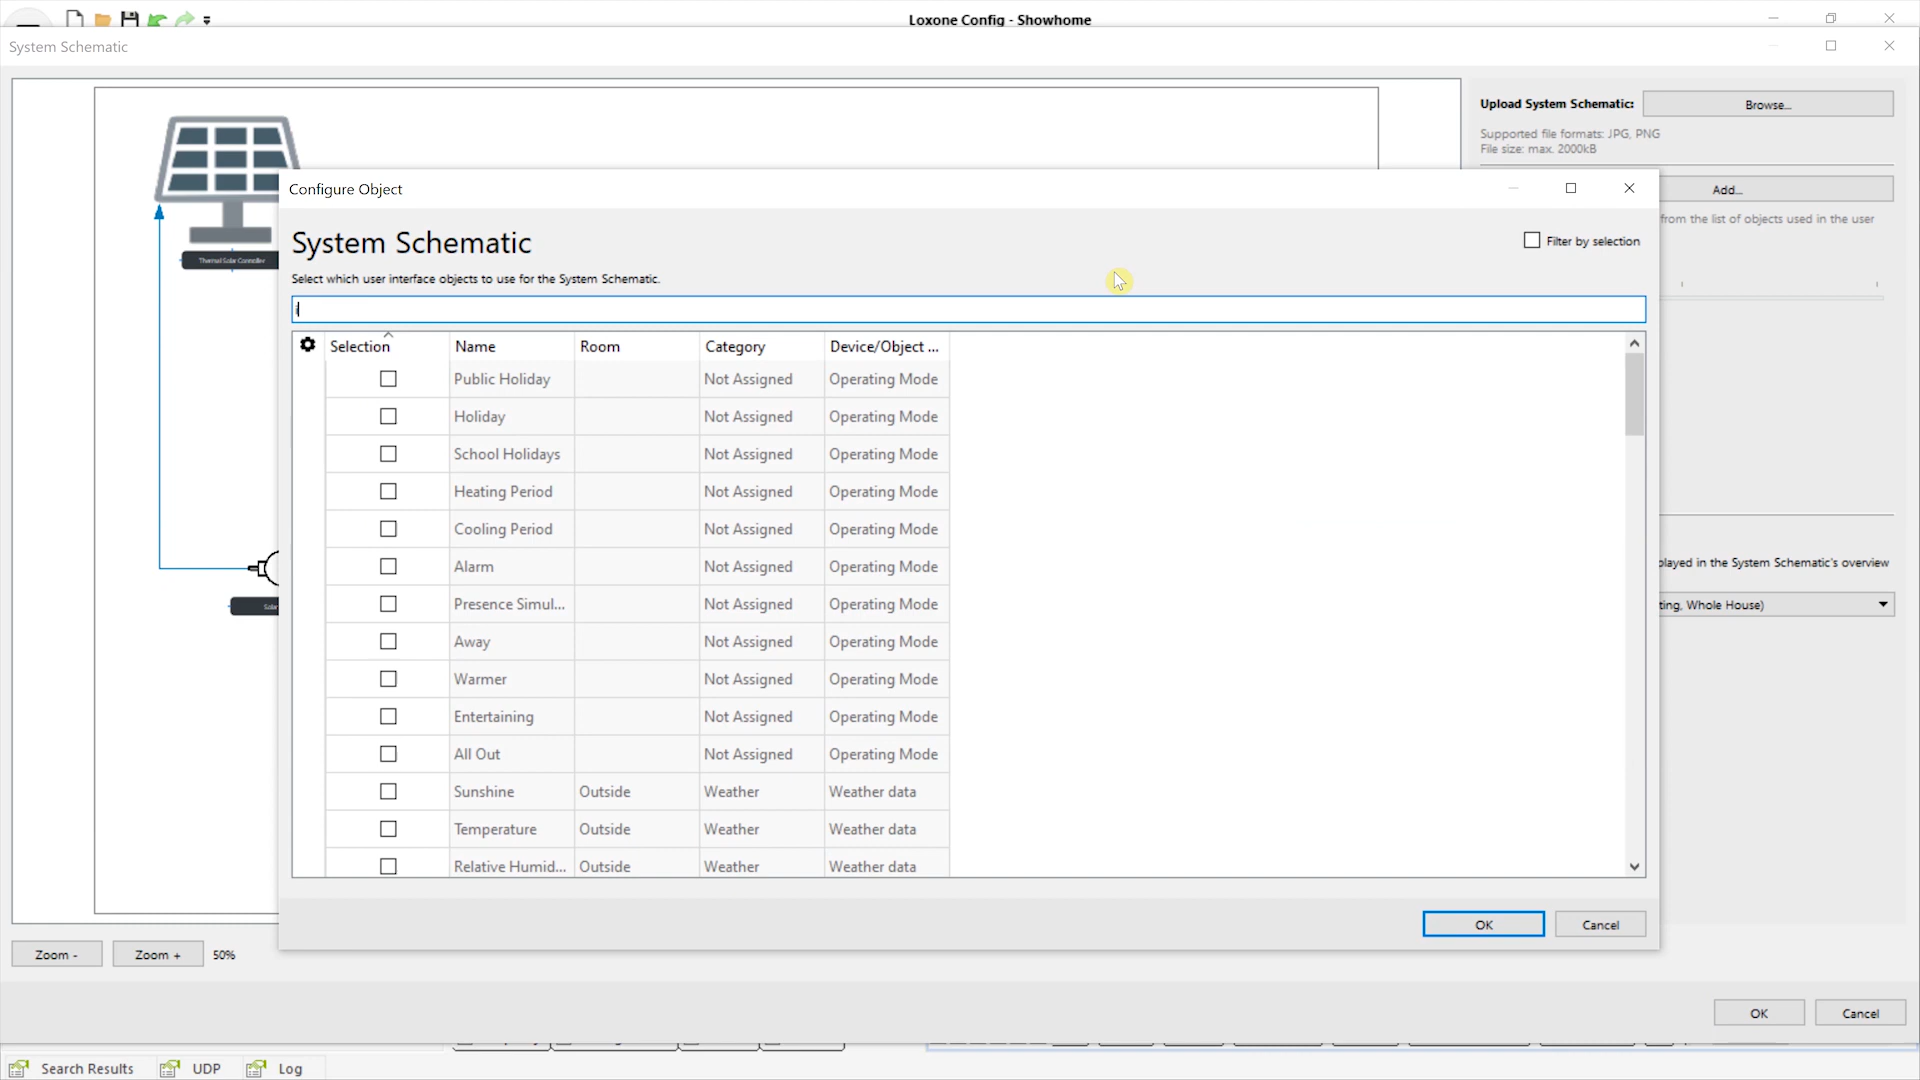 Loxone Config - Showhome
System Schematic
Upload System Schematic:
Browse...
Supported file formats: JPG, PNG
File size: max. 2000kB
Add...
from the list of objects used in the user
Thermal Solar Controller
Configure Object
System Schematic
Filter by selection
Select which user interface objects to use for the System Schematic.
Selection Name Room Category Device/Object ...
Public Holiday Not Assigned Operating Mode
Holiday Not Assigned Operating Mode
School Holidays Not Assigned Operating Mode
Heating Period Not Assigned Operating Mode
Cooling Period Not Assigned Operating Mode
Alarm Not Assigned Operating Mode
Presence Simul... Not Assigned Operating Mode
Away Not Assigned Operating Mode
Warmer Not Assigned Operating Mode
Entertaining Not Assigned Operating Mode
All Out Not Assigned Operating Mode
Sunshine Outside Weather Weather data
Temperature Outside Weather Weather data
Relative Humid... Outside Weather Weather data
OK Cancel
played in the System Schematic's overview
ting, Whole House)
Solar
Zoom - Zoom + 50%
OK Cancel
Search Results UDP Log